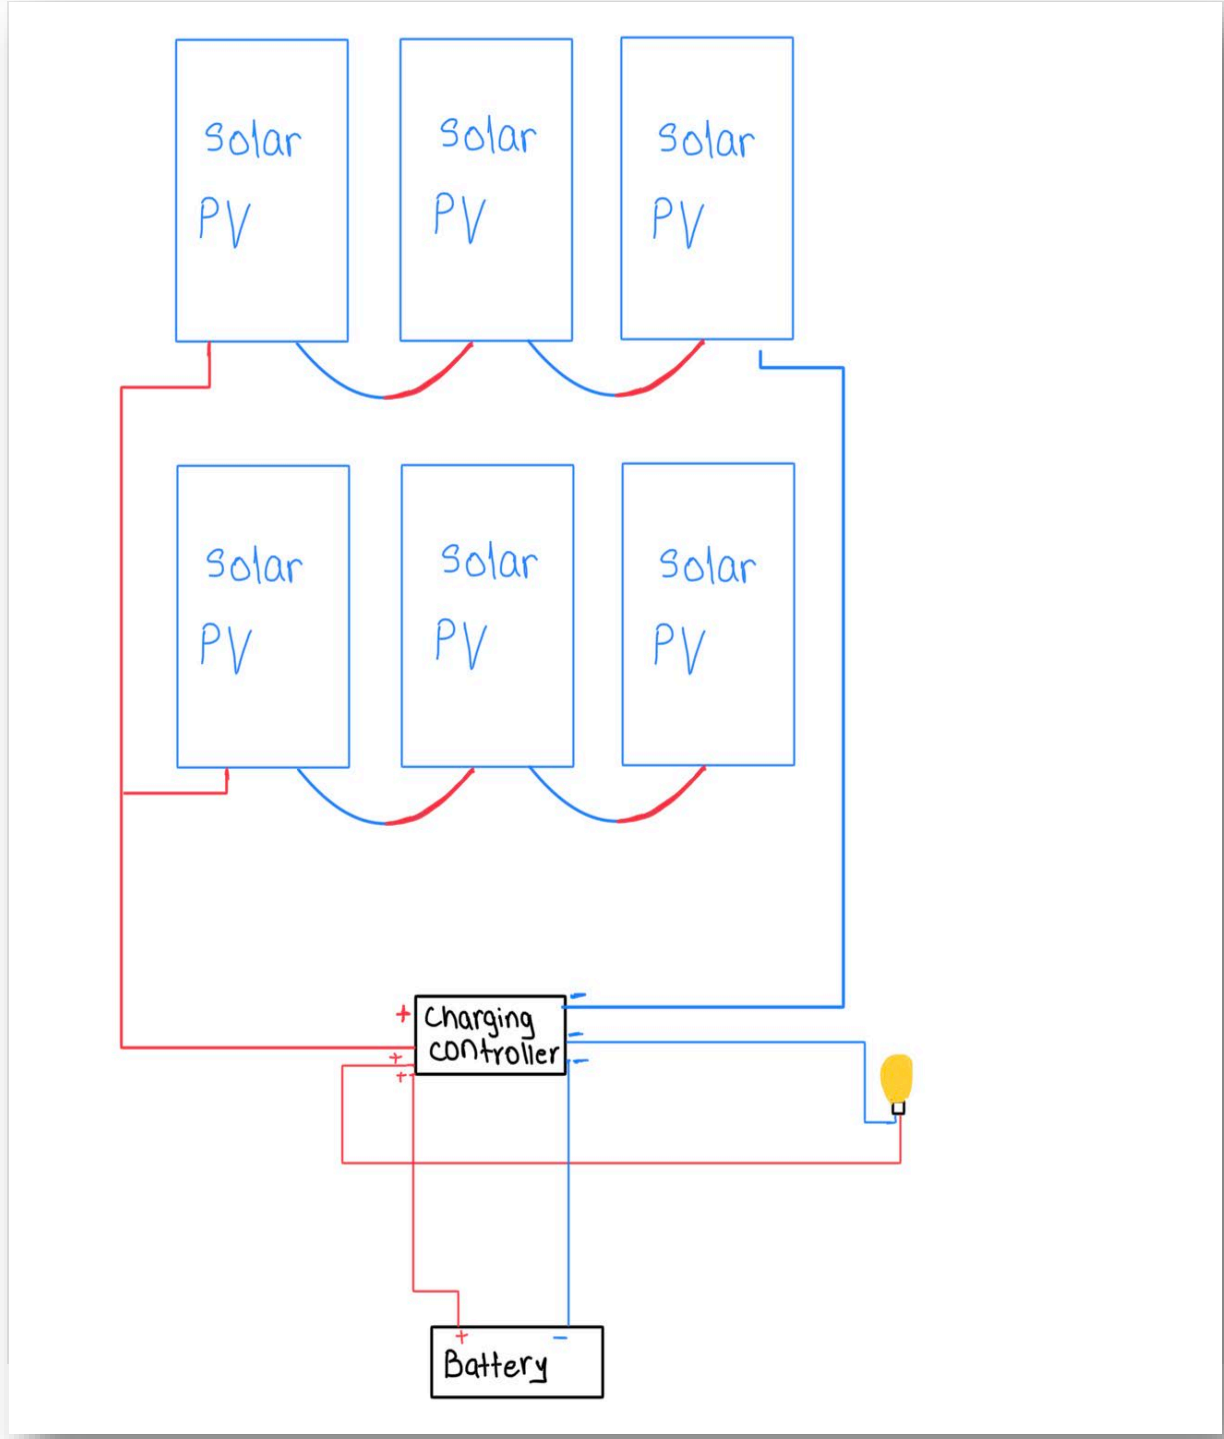 Solar
PV
Solar
PV
Solar
PV
Solar
PV
Solar
PV
Solar
PV
+
Charging
controller
-
+
-
+
-
+
-
Battery